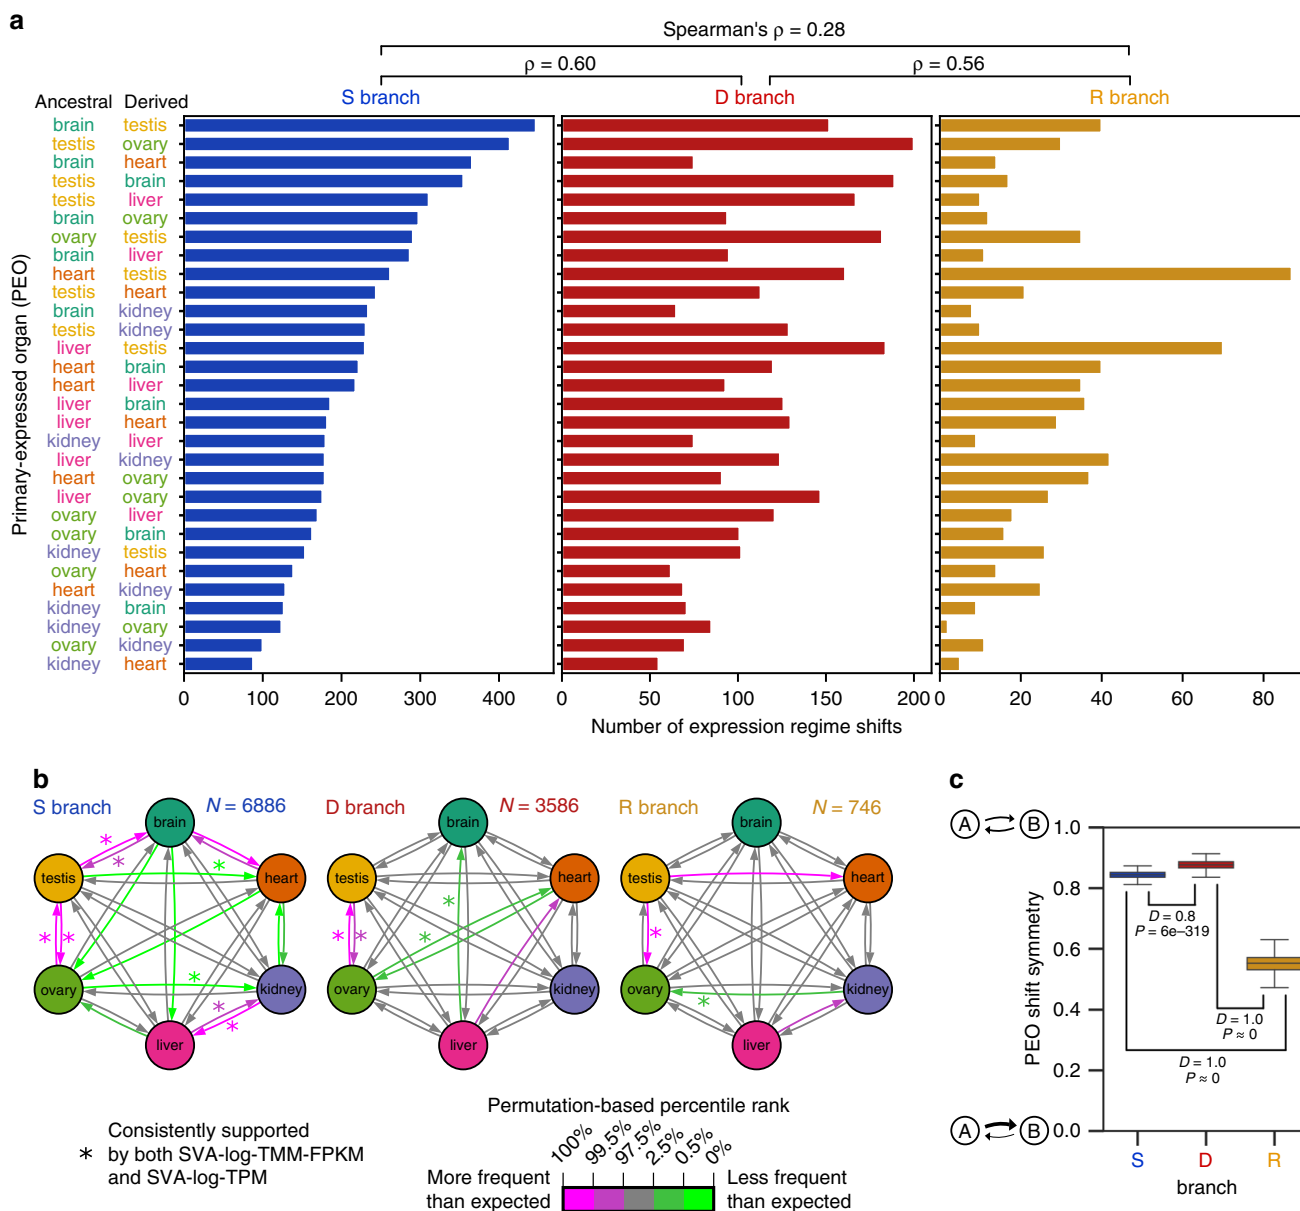 a
Spearman's ρ = 0.28
ρ = 0.60
ρ = 0.56
Ancestral Derived
S branch
D branch
R branch
Primary-expressed organ (PEO)
brain testis
testis ovary
brain heart
testis brain
testis liver
brain ovary
ovary testis
brain liver
heart testis
testis heart
brain kidney
testis kidney
liver testis
heart brain
heart liver
liver brain
liver heart
kidney liver
liver kidney
heart ovary
liver ovary
ovary liver
ovary brain
kidney testis
ovary heart
heart kidney
kidney brain
kidney ovary
ovary kidney
kidney heart
0 100 200 300 400
0 50 100 150 200
0 20 40 60 80
Number of expression regime shifts
b
S branch
N = 6886
brain
testis
heart
ovary
kidney
liver
* * * * * * * *
D branch
N = 3586
brain
testis
heart
ovary
kidney
liver
* * * *
R branch
N = 746
brain
testis
heart
ovary
kidney
liver
* *
*
Consistently supported
by both SVA-log-TMM-FPKM
and SVA-log-TPM
Permutation-based percentile rank
100% 99.5% 97.5% 2.5% 0.5% 0%
More frequent
than expected
Less frequent
than expected
c
A B
A B
PEO shift symmetry
1.0
0.8
0.6
0.4
0.2
0.0
D = 0.8
P = 6e–319
D = 1.0
P ≈ 0
D = 1.0
P ≈ 0
S D R
branch